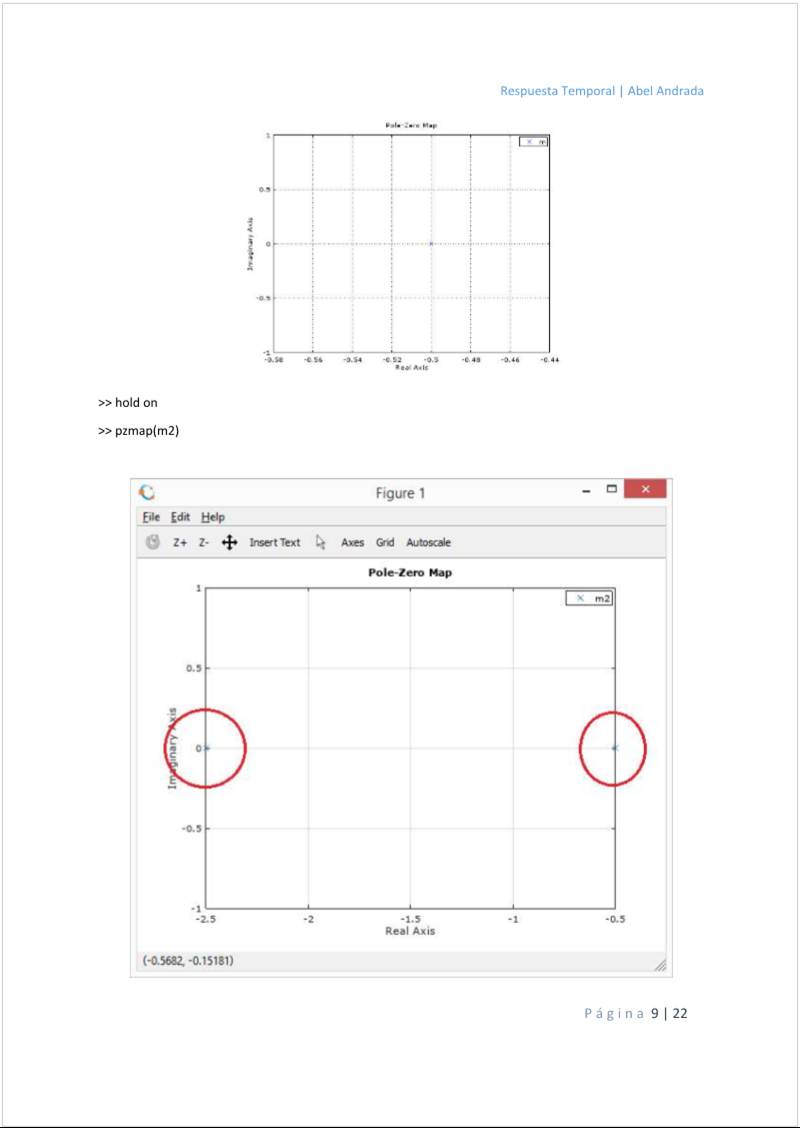 Respuesta Temporal | Abel Andrada
Pole-Zero Map
1
m
0.5
Imaginary Axis
0
-0.5
-1
-0.58 -0.56 -0.54 -0.52 -0.5 -0.48 -0.46 -0.44
Real Axis
>> hold on
>> pzmap(m2)
Figure 1
File Edit Help
Z+ Z- Insert Text Axes Grid Autoscale
Pole-Zero Map
1
m2
0.5
Imaginary Axis
0
-0.5
-1
-2.5 -2 -1.5 -1 -0.5
Real Axis
(-0.5682, -0.15181)
Página 9 | 22